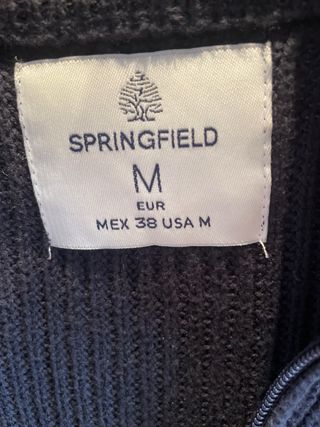 SPRINGFIELD
M
EUR
MEX 38 USA M